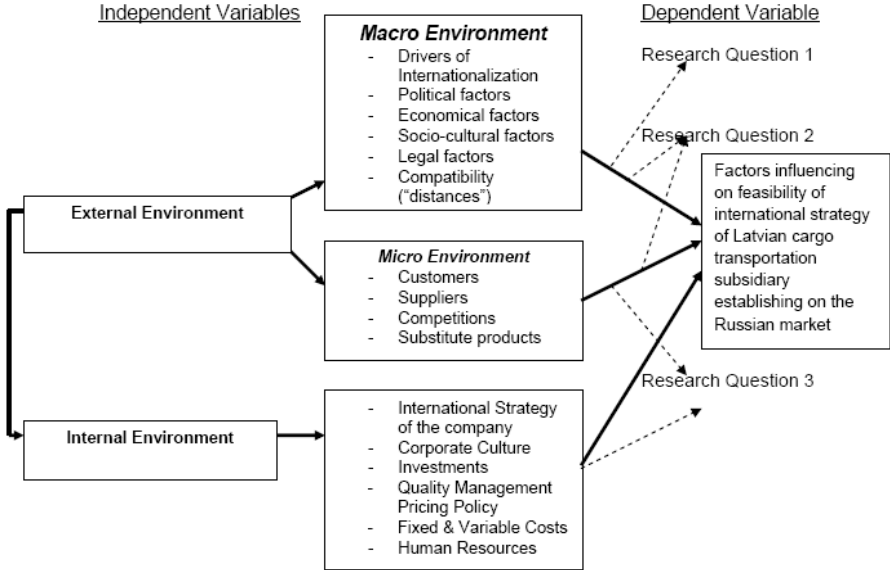 Independent Variables
Dependent Variable
Macro Environment
- Drivers of
Internationalization
- Political factors
- Economical factors
- Socio-cultural factors
- Legal factors
- Compatibility
(“distances”)
Research Question 1
Research Question 2
External Environment
Factors influencing
on feasibility of
international strategy
of Latvian cargo
transportation
subsidiary
establishing on the
Russian market
Micro Environment
- Customers
- Suppliers
- Competitions
- Substitute products
Research Question 3
Internal Environment
- International Strategy
of the company
- Corporate Culture
- Investments
- Quality Management
Pricing Policy
- Fixed & Variable Costs
- Human Resources